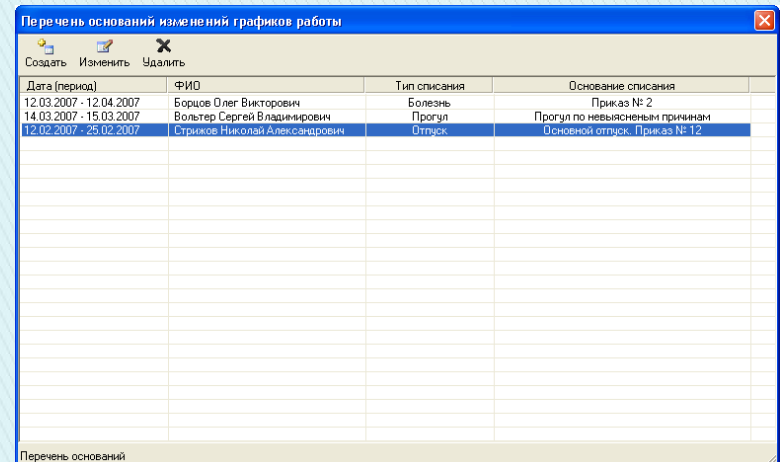 Перечень оснований изменений графиков работы
Создать Изменить Удалить
Дата (период) ФИО Тип списания Основание списания
12.03.2007 - 12.04.2007 Борцов Олег Викторович Болезнь Приказ № 2
14.03.2007 - 15.03.2007 Вольтер Сергей Владимирович Прогул Прогул по невыясненым причинам
12.02.2007 - 25.02.2007 Стрижов Николай Александрович Отпуск Основной отпуск. Приказ № 12
Перечень оснований